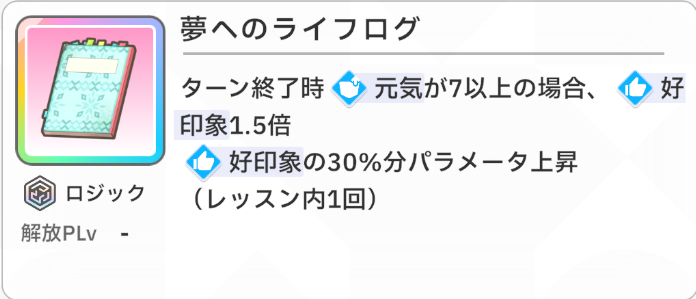 夢へのライフログ
ターン終了時 元気が7以上の場合、 好
印象1.5倍
好印象の30%分パラメータ上昇
（レッスン内1回）
ロジック
解放PLv -